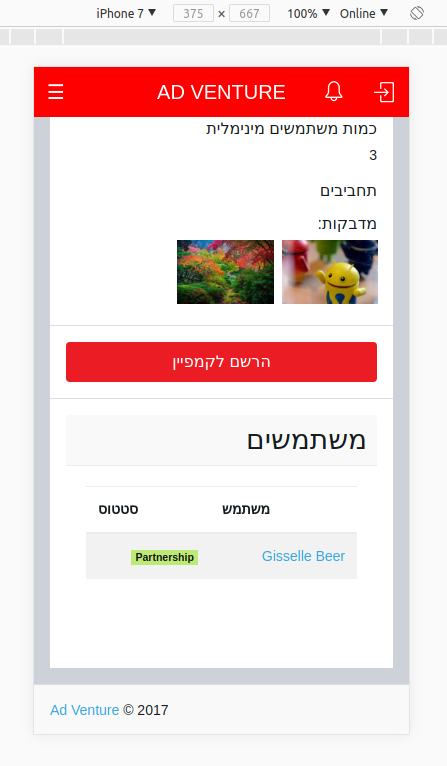 iPhone 7 ▼ 375 × 667 100% ▼ Online ▼
☰ AD VENTURE
כמות משתמשים מינימלית
3
תחביבים
מדבקות:
הרשם לקמפיין
משתמשים
משתמש סטטוס
Gisselle Beer Partnership
Ad Venture © 2017